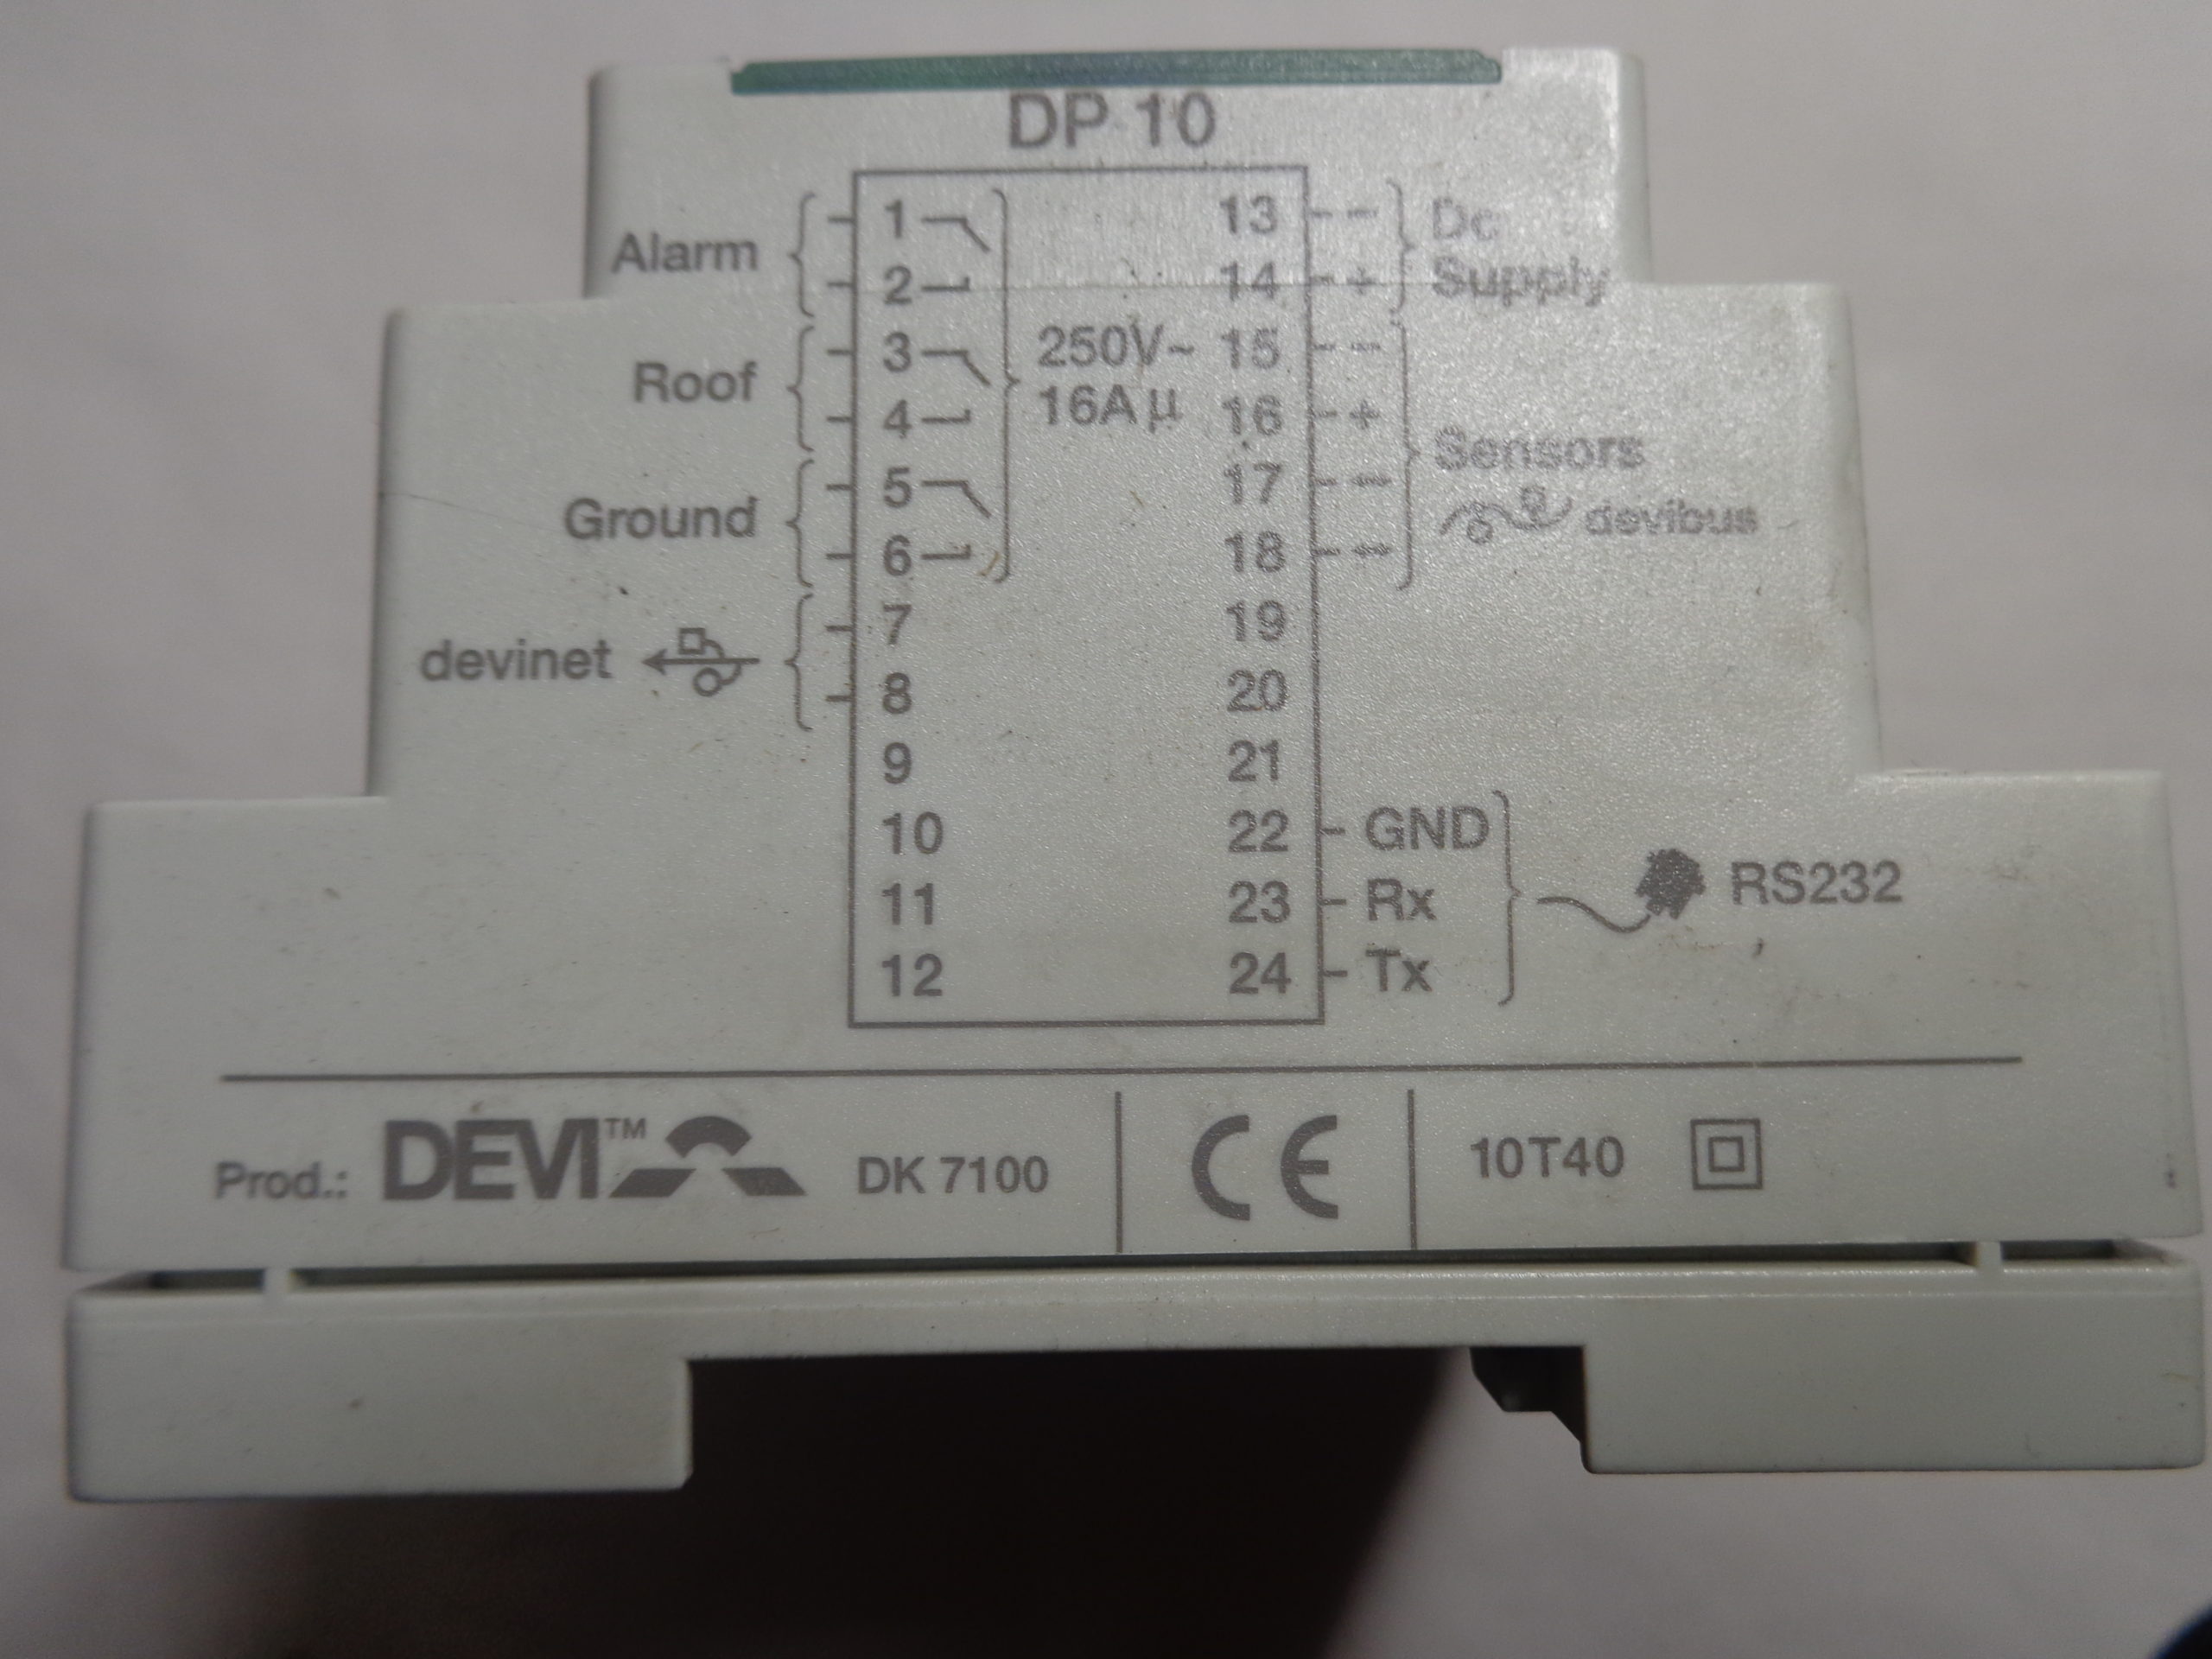 DP 10
Alarm
1
2
Roof
3
4
Ground
5
6
devinet
7
8
9
10
11
12
250V~
16A µ
13 -
14 +
Dc
Supply
15 -
16 +
17
18
Sensors
devibus
19
20
21
22 GND
23 Rx
24 Tx
RS232
Prod.: DEVI™ DK 7100 CE 10T40